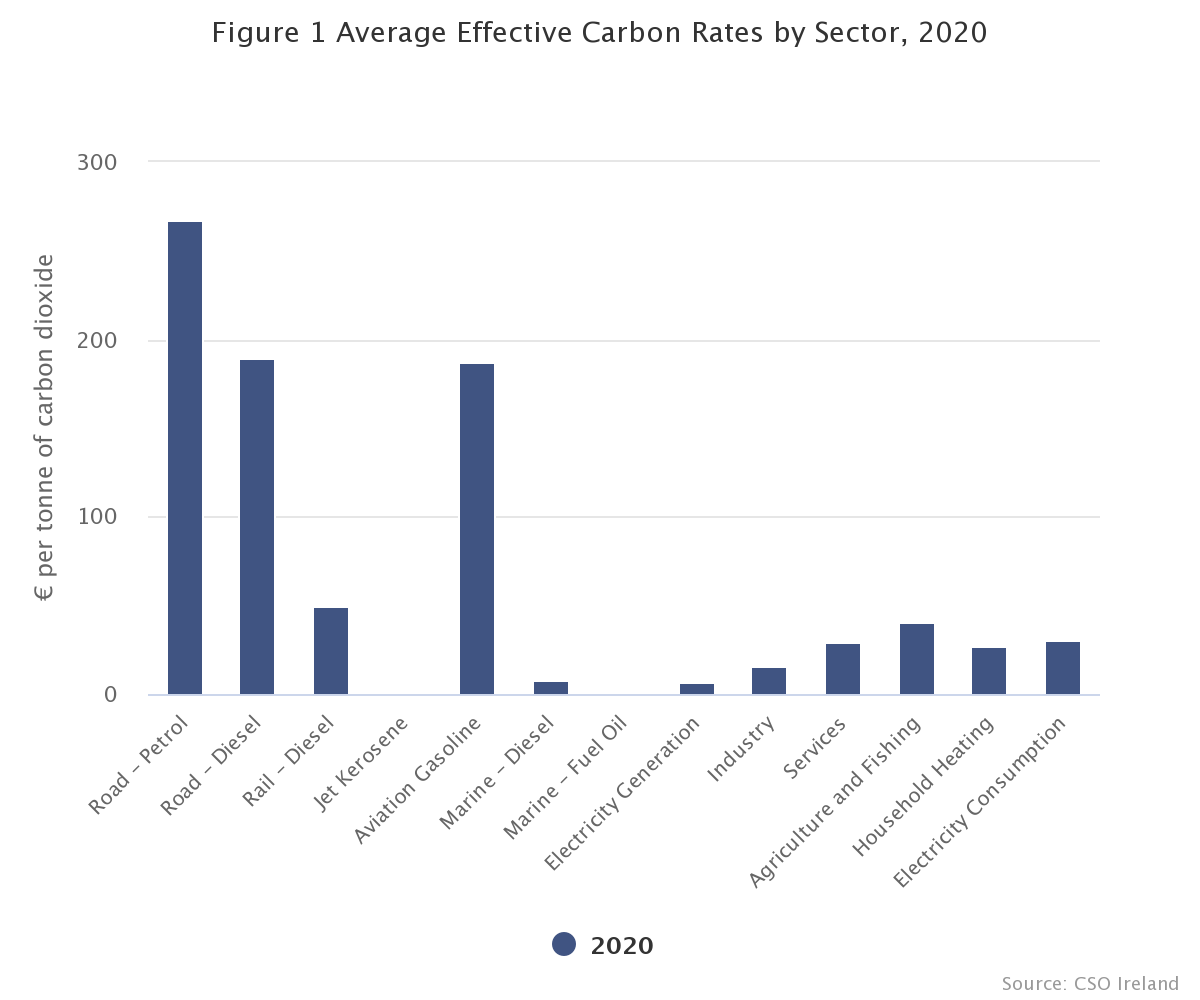 Figure 1 Average Effective Carbon Rates by Sector, 2020
€ per tonne of carbon dioxide
300
200
100
0
Road – Petrol
Road – Diesel
Rail – Diesel
Jet Kerosene
Aviation Gasoline
Marine – Diesel
Marine – Fuel Oil
Electricity Generation
Industry
Services
Agriculture and Fishing
Household Heating
Electricity Consumption
2020
Source: CSO Ireland